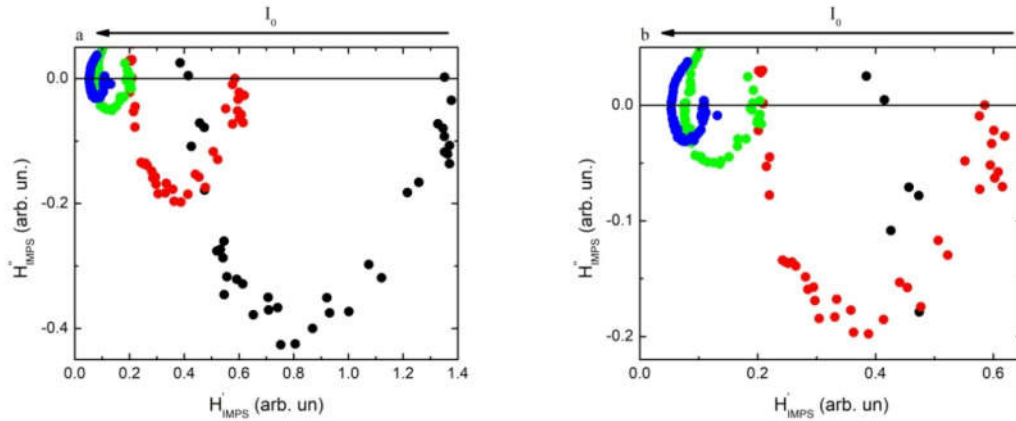 I₀
a
0.0
-0.2
-0.4
H"IMPS (arb. un.)
0.0 0.2 0.4 0.6 0.8 1.0 1.2 1.4
H'IMPS (arb. un)
I₀
b
0.0
-0.1
-0.2
H"IMPS (arb. un.)
0.0 0.2 0.4 0.6
H'IMPS (arb. un)